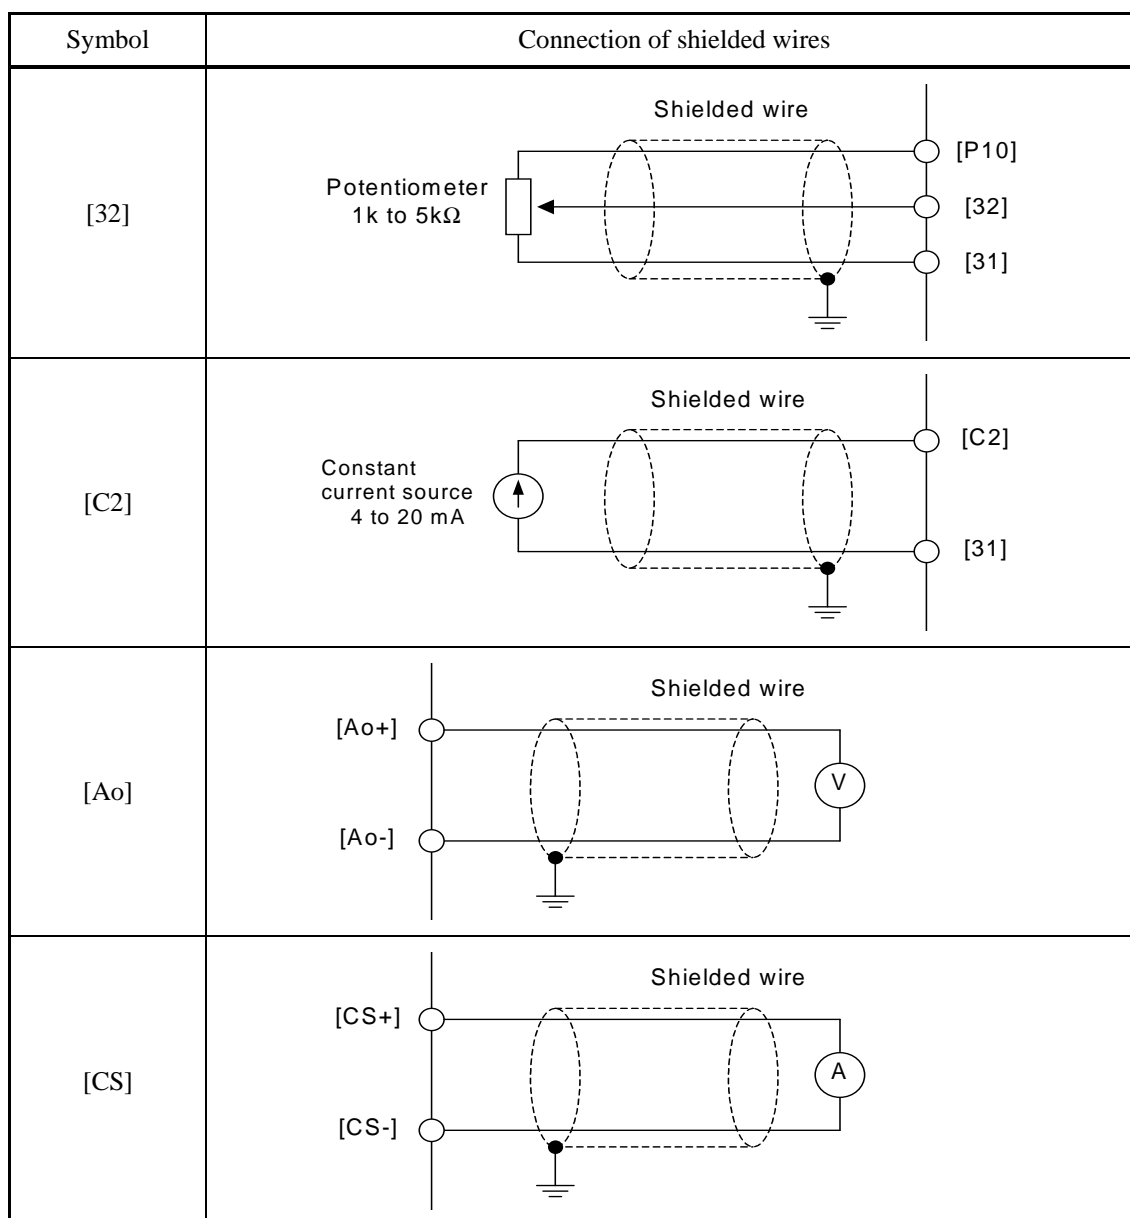 Symbol
Connection of shielded wires
[32]
Shielded wire
Potentiometer
1k to 5kΩ
[P10]
[32]
[31]
[C2]
Shielded wire
Constant
current source
4 to 20 mA
[C2]
[31]
[Ao]
Shielded wire
[Ao+]
V
[Ao-]
[CS]
Shielded wire
[CS+]
A
[CS-]